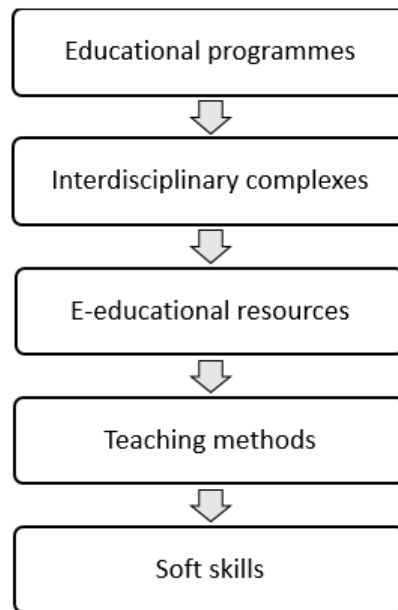 Educational programmes
Interdisciplinary complexes
E-educational resources
Teaching methods
Soft skills